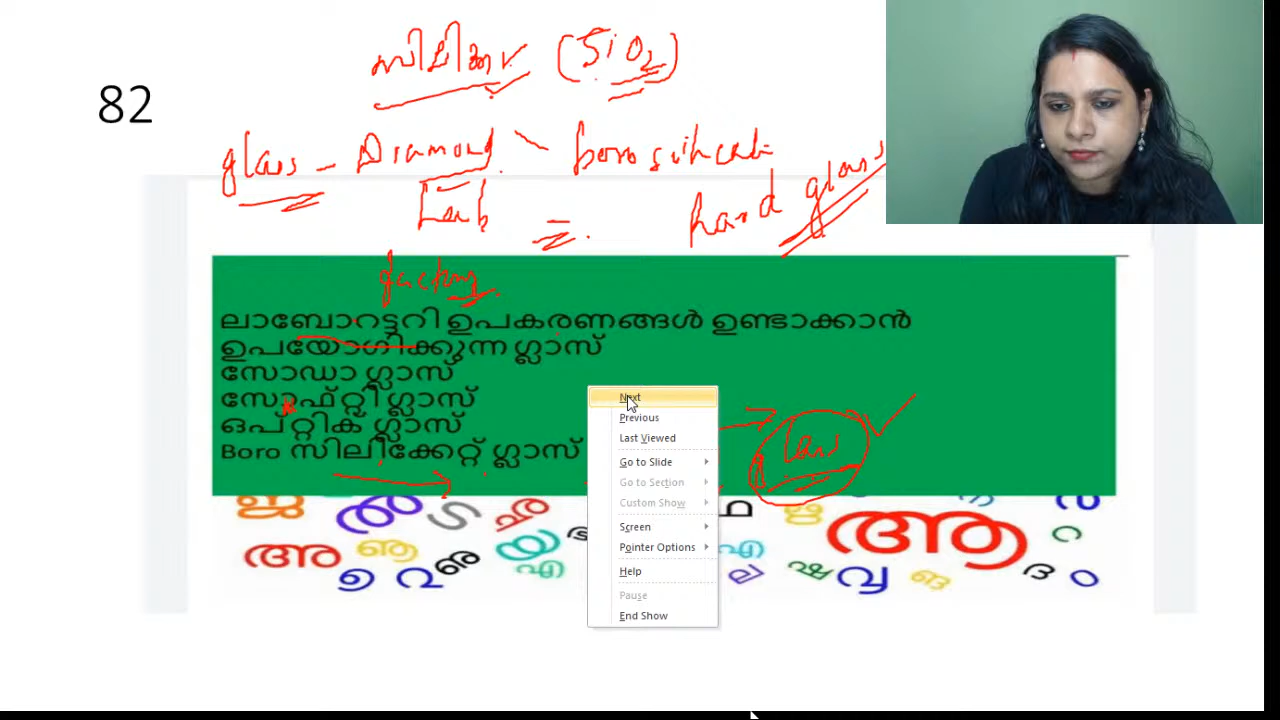 സിലിക്ക (SiO2)
82
glass - Diamond borosilicate
Lab = hard glass
factory
ലാബോറട്ടറി ഉപകരണങ്ങൾ ഉണ്ടാക്കാൻ
ഉപയോഗിക്കുന്ന ഗ്ലാസ്
സോഡാ ഗ്ലാസ്
സോഫ്റ്റ് ഗ്ലാസ്
ഒപ്റ്റിക് ഗ്ലാസ്
Boro സിലിക്കേറ്റ് ഗ്ലാസ്
Next
Previous
Last Viewed
Go to Slide
Go to Section
Custom Show
Screen
Pointer Options
Help
Pause
End Show
ജ ത ട ഛ ഫ
അ ഞ യ എ ആ റ
ഉ വ ഒ എ ല ഷ വൃ ങ ദ ഠ